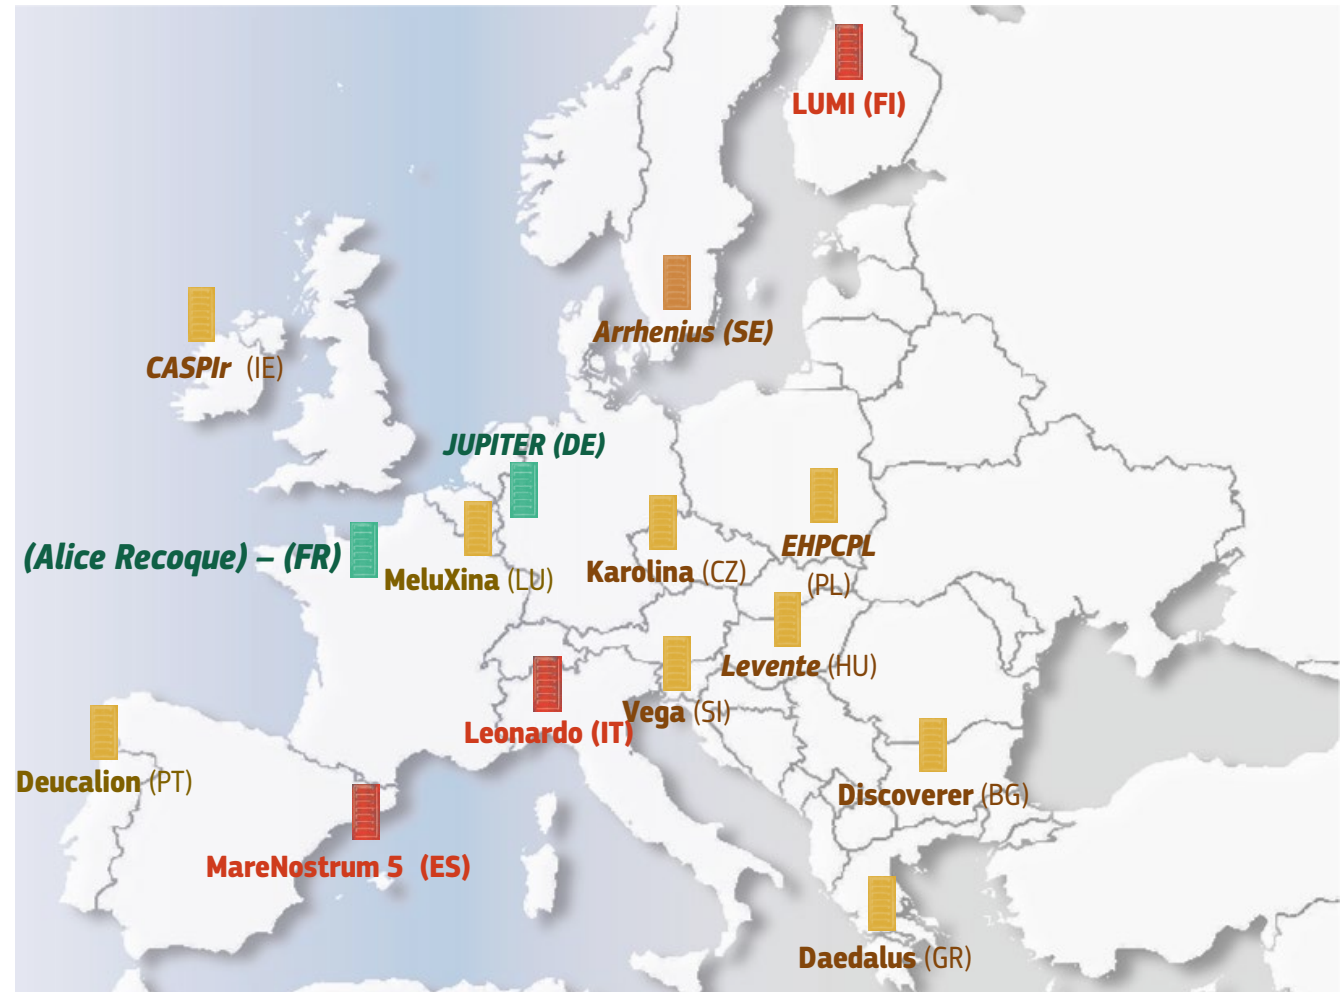 LUMI (FI)
Arrhenius (SE)
CASPIr (IE)
JUPITER (DE)
(Alice Recoque) – (FR)
MeluXina (LU)
Karolina (CZ)
EHPCPL
(PL)
Levente (HU)
Vega (SI)
Leonardo (IT)
Deucalion (PT)
Discoverer (BG)
MareNostrum 5 (ES)
Daedalus (GR)